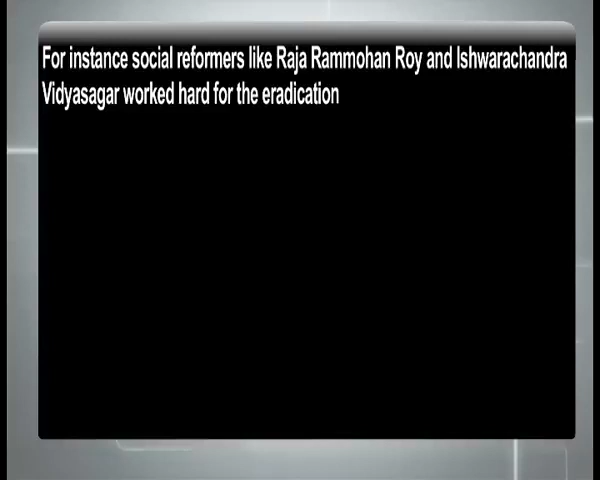 For instance social reformers like Raja Rammohan Roy and Ishwarachandra
Vidyasagar worked hard for the eradication